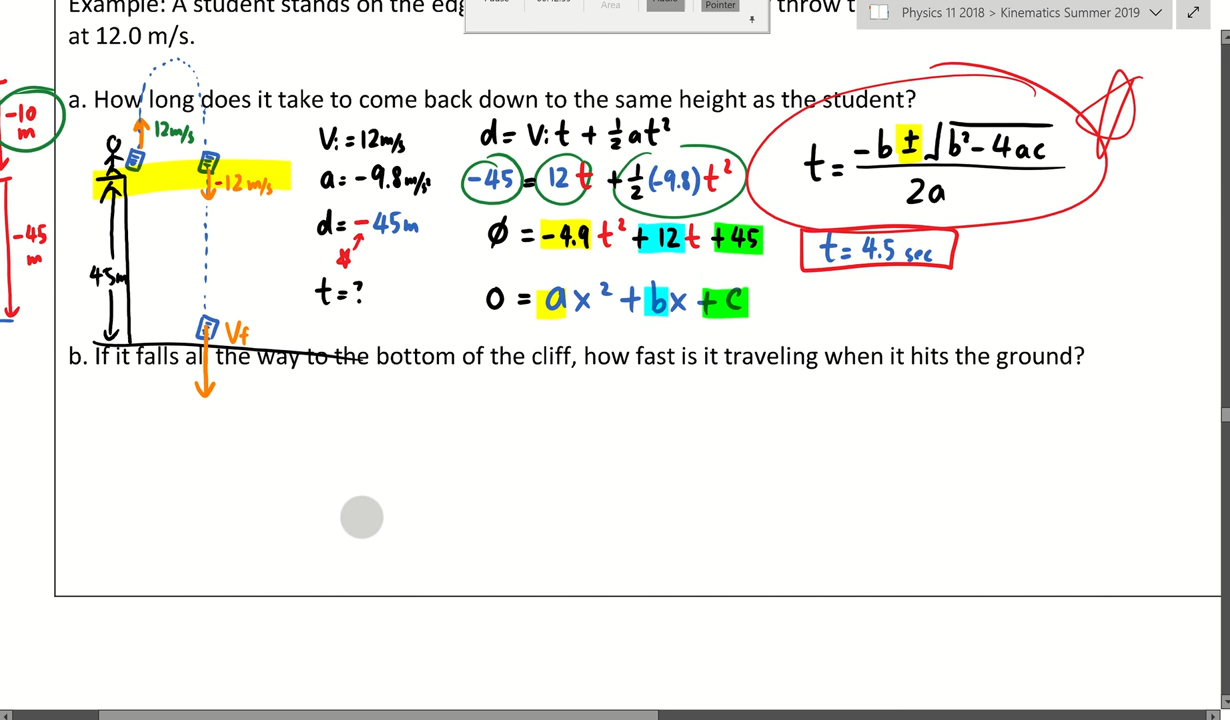 Example: A student stands on the edg
throw t
Pointer
Area
Physics 11 2018 > Kinematics Summer 2019
at 12.0 m/s.
a. How long does it take to come back down to the same height as the student?
-10 m
12m/s
-12 m/s
-45 m
45m
Vf
Vi = 12m/s
a = -9.8m/s²
d = -45m
t = ?
d = Vit + ½at²
-45 = 12t + ½(-9.8)t²
Ø = -4.9t² + 12t + 45
0 = ax² + bx + c
t = -b ± √b² - 4ac
2a
t = 4.5 sec
b. If it falls all the way to the bottom of the cliff, how fast is it traveling when it hits the ground?